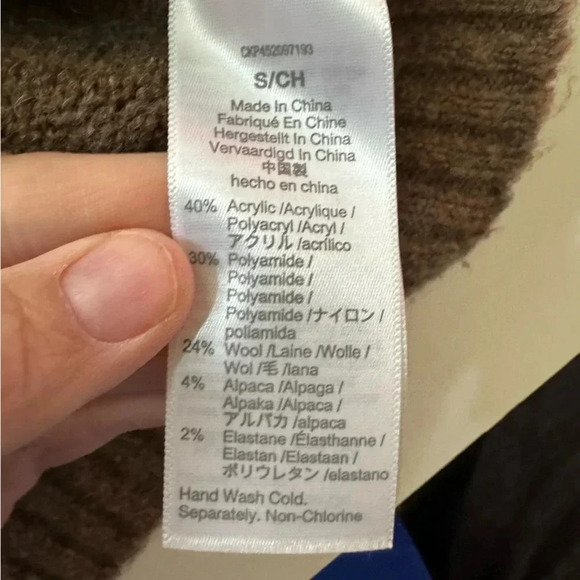 CKP452097193
S/CH
Made In China
Fabriqué En Chine
Hergestellt In China
Vervaardigd In China
中国製
hecho en china
40% Acrylic /Acrylique /
Polyacryl /Acryl /
アクリル /acrílico
30% Polyamide /
Polyamide /
Polyamide /
Polyamide /ナイロン /
poliamida
24% Wool /Laine /Wolle /
Wol /毛 /lana
4% Alpaca /Alpaga /
Alpaka /Alpaca /
アルパカ /alpaca
2% Elastane /Élasthanne /
Elastan /Elastaan /
ポリウレタン /elastano
Hand Wash Cold.
Separately. Non-Chlorine